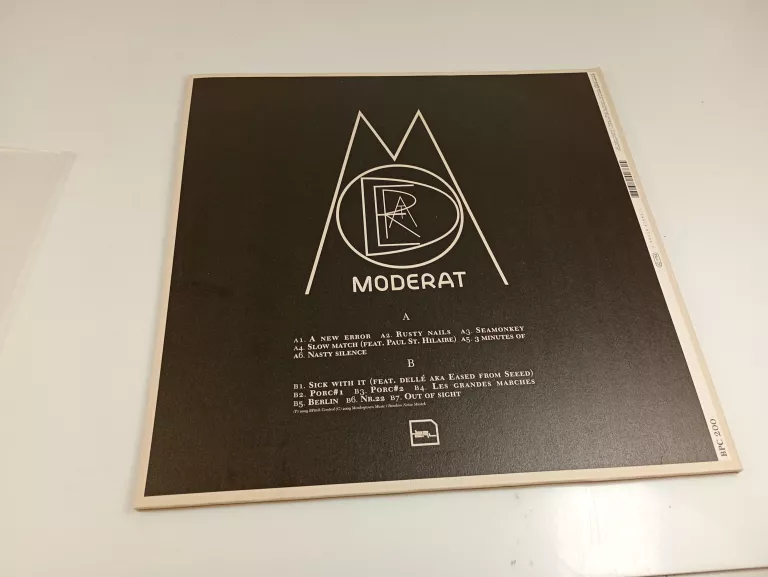 MODERAT
A
A1. A NEW ERROR A2. RUSTY NAILS A3. SEAMONKEY
A4. SLOW MATCH (FEAT. PAUL ST. HILAIRE) A5. 3 MINUTES OF
A6. NASTY SILENCE
B
B1. SICK WITH IT (FEAT. DELLÉ AKA EASED FROM SEEED)
B2. PORC#1 B3. PORC#2 B4. LES GRANDES MARCHES
B5. BERLIN B6. NR.22 B7. OUT OF SIGHT
BPC 200